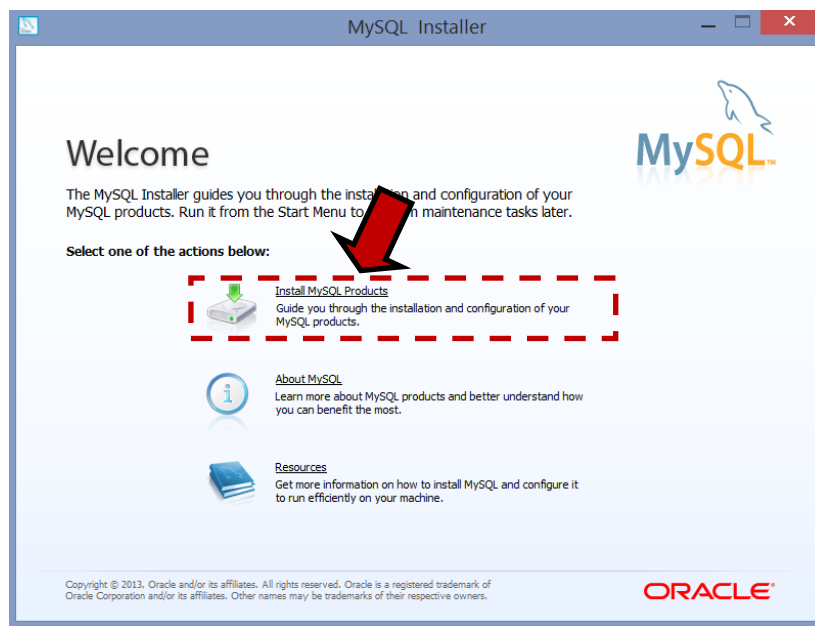 MySQL Installer
MySQL™
Welcome
The MySQL Installer guides you through the installation and configuration of your
MySQL products. Run it from the Start Menu to maintenance tasks later.
Select one of the actions below:
Install MySQL Products
Guide you through the installation and configuration of your
MySQL products.
About MySQL
Learn more about MySQL products and better understand how
you can benefit the most.
Resources
Get more information on how to install MySQL and configure it
to run efficiently on your machine.
Copyright © 2013, Oracle and/or its affiliates. All rights reserved. Oracle is a registered trademark of
Oracle Corporation and/or its affiliates. Other names may be trademarks of their respective owners.
ORACLE®